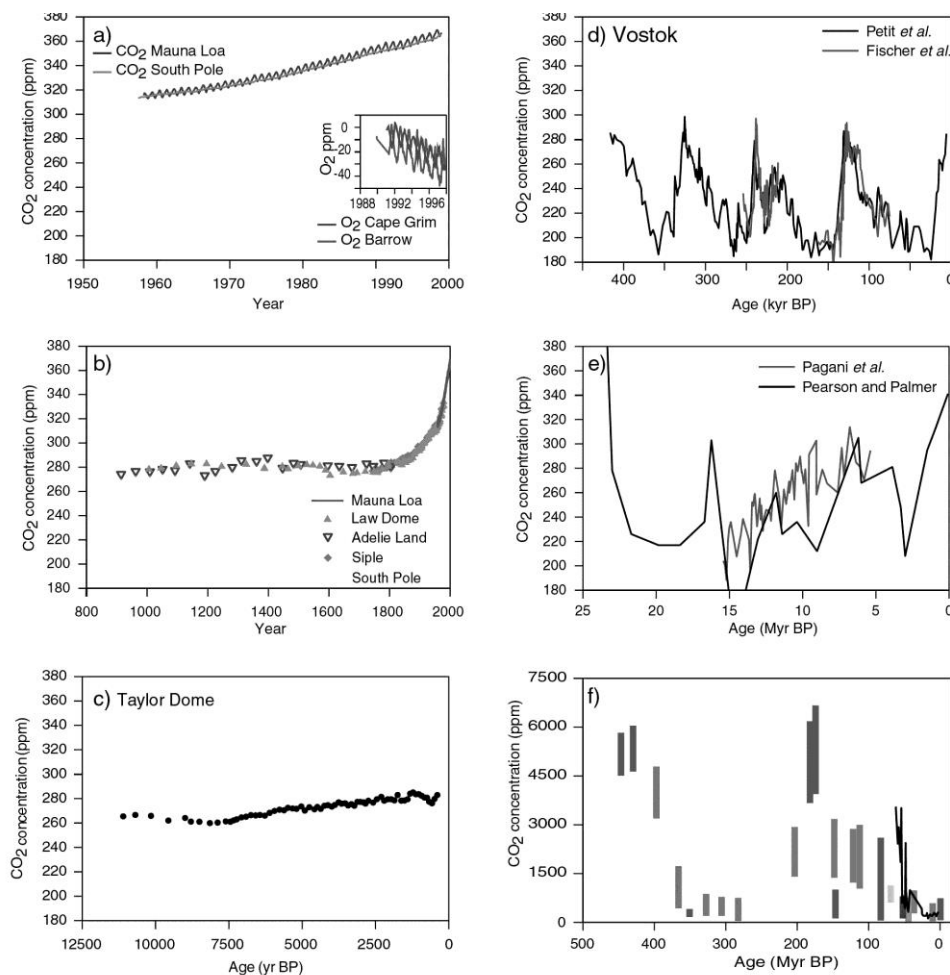 a)
CO2 Mauna Loa
CO2 South Pole
CO2 concentration (ppm)
380
360
340
320
300
280
260
240
220
200
180
1950 1960 1970 1980 1990 2000
Year
O2 ppm
0
-20
-40
1988 1992 1996
O2 Cape Grim
O2 Barrow
d) Vostok
Petit et al.
Fischer et al.
CO2 concentration (ppm)
380
360
340
320
300
280
260
240
220
200
180
400 300 200 100 0
Age (kyr BP)
b)
CO2 concentration (ppm)
380
360
340
320
300
280
260
240
220
200
180
Mauna Loa
Law Dome
Adelie Land
Siple
South Pole
800 1000 1200 1400 1600 1800 2000
Year
e)
Pagani et al.
Pearson and Palmer
CO2 concentration (ppm)
380
360
340
320
300
280
260
240
220
200
180
25 20 15 10 5 0
Age (Myr BP)
c) Taylor Dome
CO2 concentration (ppm)
380
360
340
320
300
280
260
240
220
200
180
12500 10000 7500 5000 2500 0
Age (yr BP)
f)
CO2 concentration (ppm)
7500
6000
4500
3000
1500
0
500 400 300 200 100 0
Age (Myr BP)